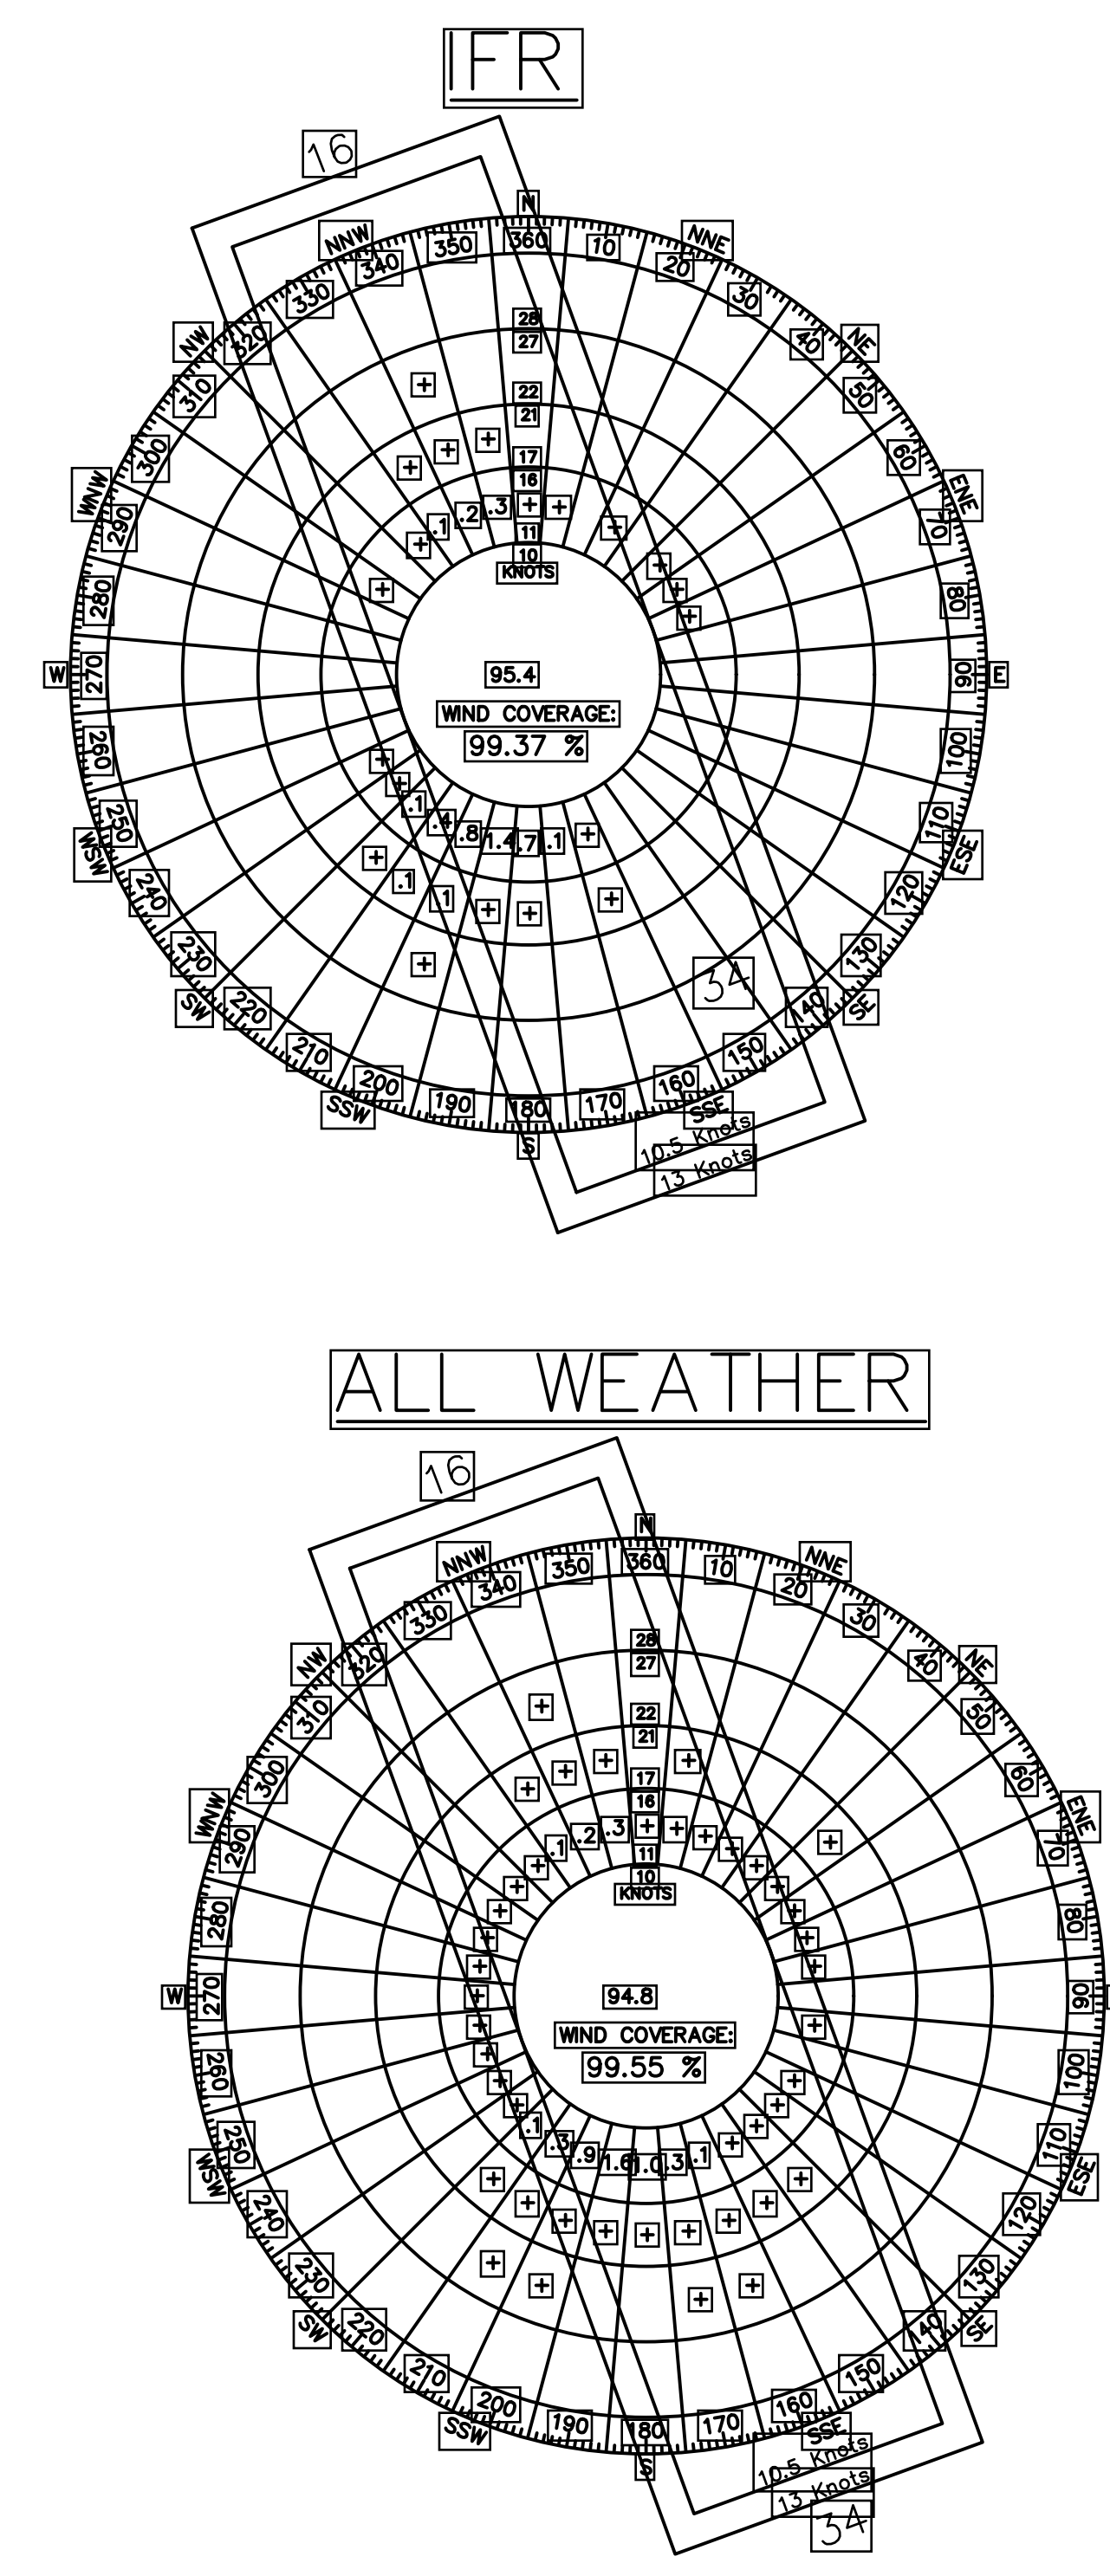 IFR
16
N
NNW NNE
350 360 10
340 20
330 30
NW 320 28 40 NE
27
310 22 50
21
300 17 60
WNW 16 ENE
290 + + + + + .1 .2 .3 + + + 70
11
280 10 80
KNOTS
+ + + +
W 270 95.4 90 E
WIND COVERAGE:
99.37 %
260 + + 100
250 .1 .4 .8 1.4 .7 .1 + 110
WSW + .1 .1 + + + ESE
240 120
230 + 34 130
SW 220 140 SE
210 150
200 160
SSW 190 180 170 SSE
S 10.5 Knots
13 Knots
ALL WEATHER
16
N
NNW NNE
350 360 10
340 20
330 30
NW 320 28 40 NE
27
310 + 22 50
21
300 + + + + 17 60
WNW 16 ENE
290 + + .1 .2 .3 + + + + + + 70
11
280 10 80
KNOTS
+ + + + + +
W 270 + 94.8 90
WIND COVERAGE:
99.55 %
260 + + + 100
250 + + .1 .3 .9 1.6 1.0 .3 .1 + + + + 110
WSW + + + + + + + + + ESE
240 120
230 + + + + 130
SW 220 140 SE
210 150
200 160
SSW 190 180 170 SSE
S 10.5 Knots
13 Knots
34